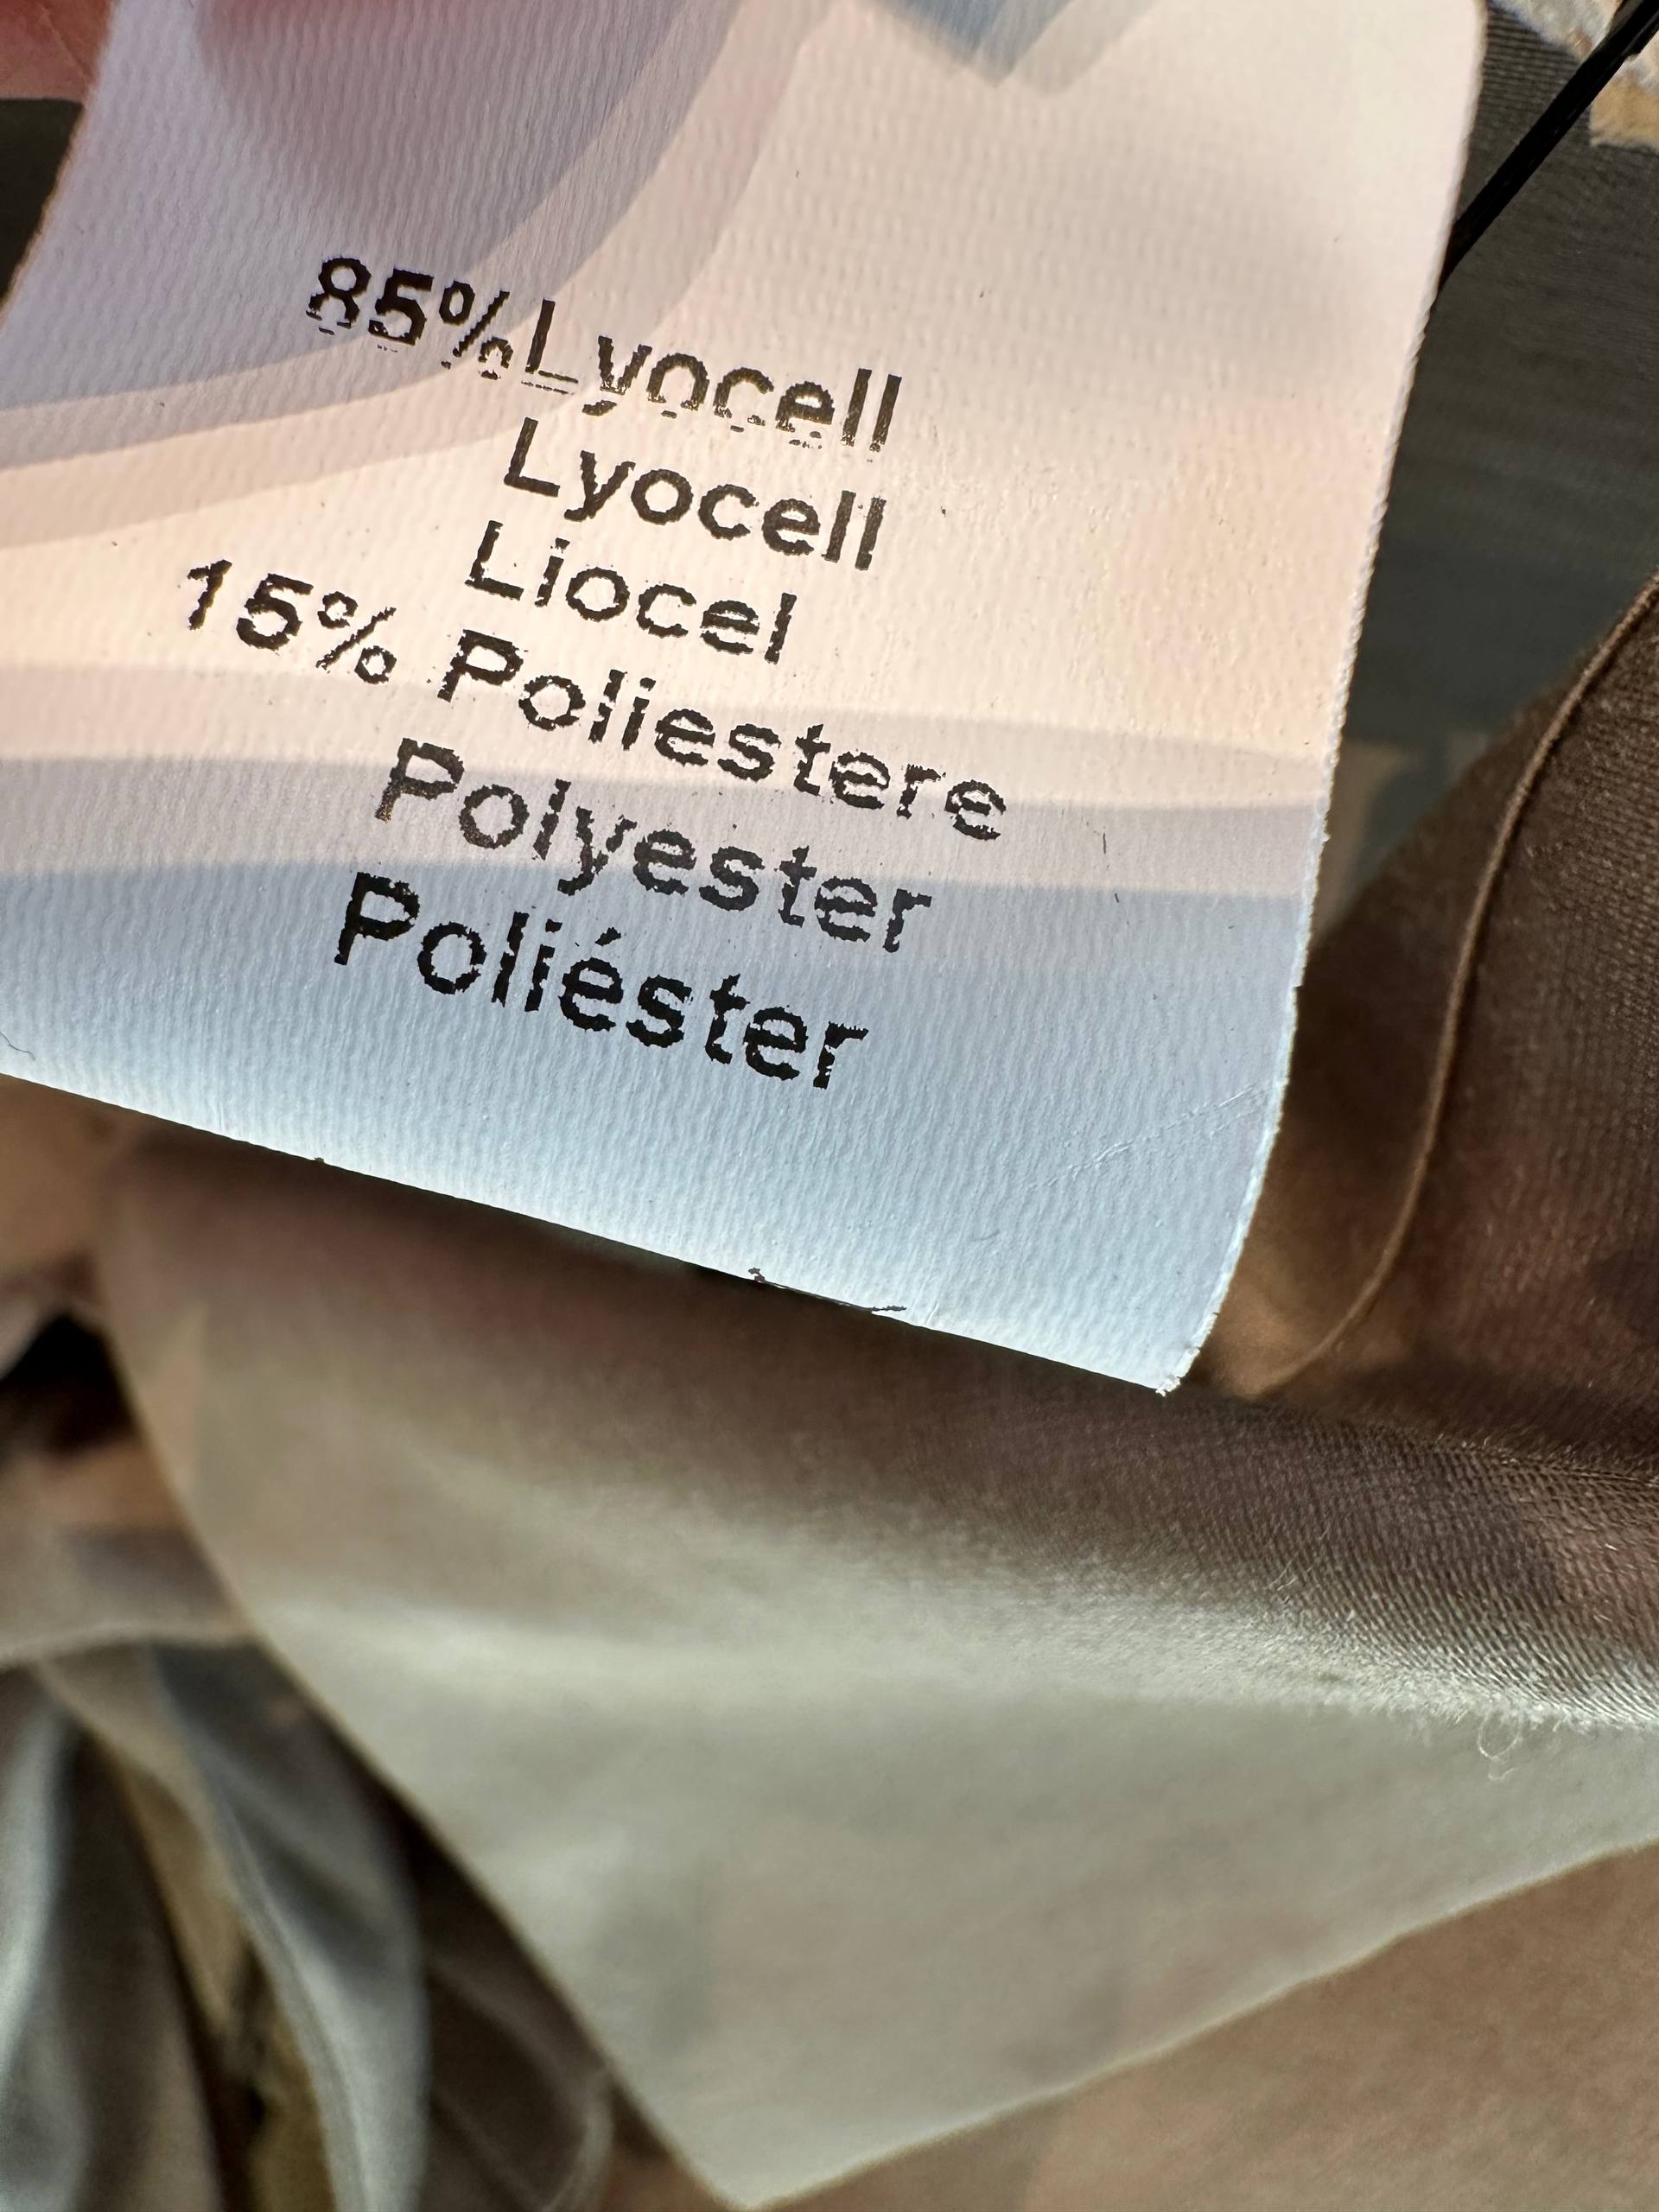 85%Lyocell
Lyocell
Liocel
15% Poliestere
Polyester
Poliéster